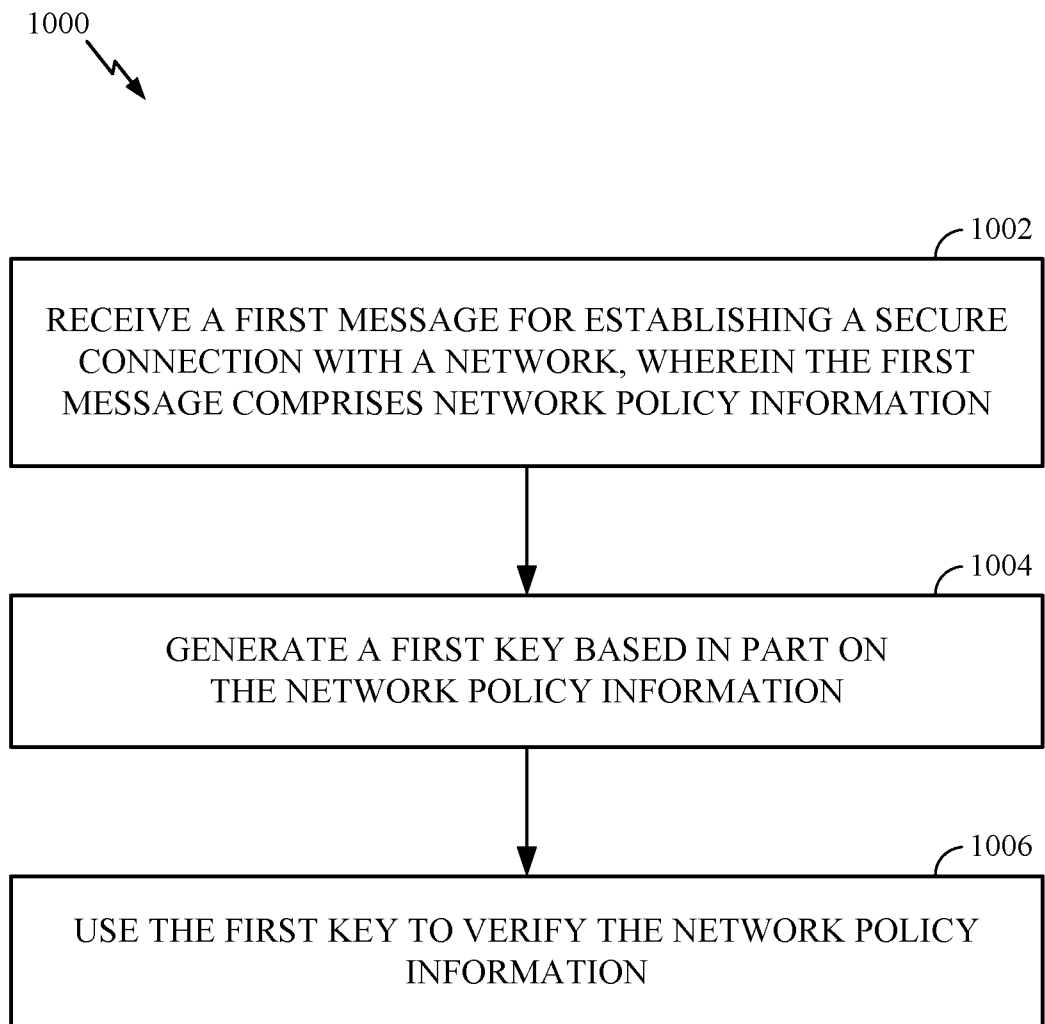 1000
1002
RECEIVE A FIRST MESSAGE FOR ESTABLISHING A SECURE
CONNECTION WITH A NETWORK, WHEREIN THE FIRST
MESSAGE COMPRISES NETWORK POLICY INFORMATION
1004
GENERATE A FIRST KEY BASED IN PART ON
THE NETWORK POLICY INFORMATION
1006
USE THE FIRST KEY TO VERIFY THE NETWORK POLICY
INFORMATION